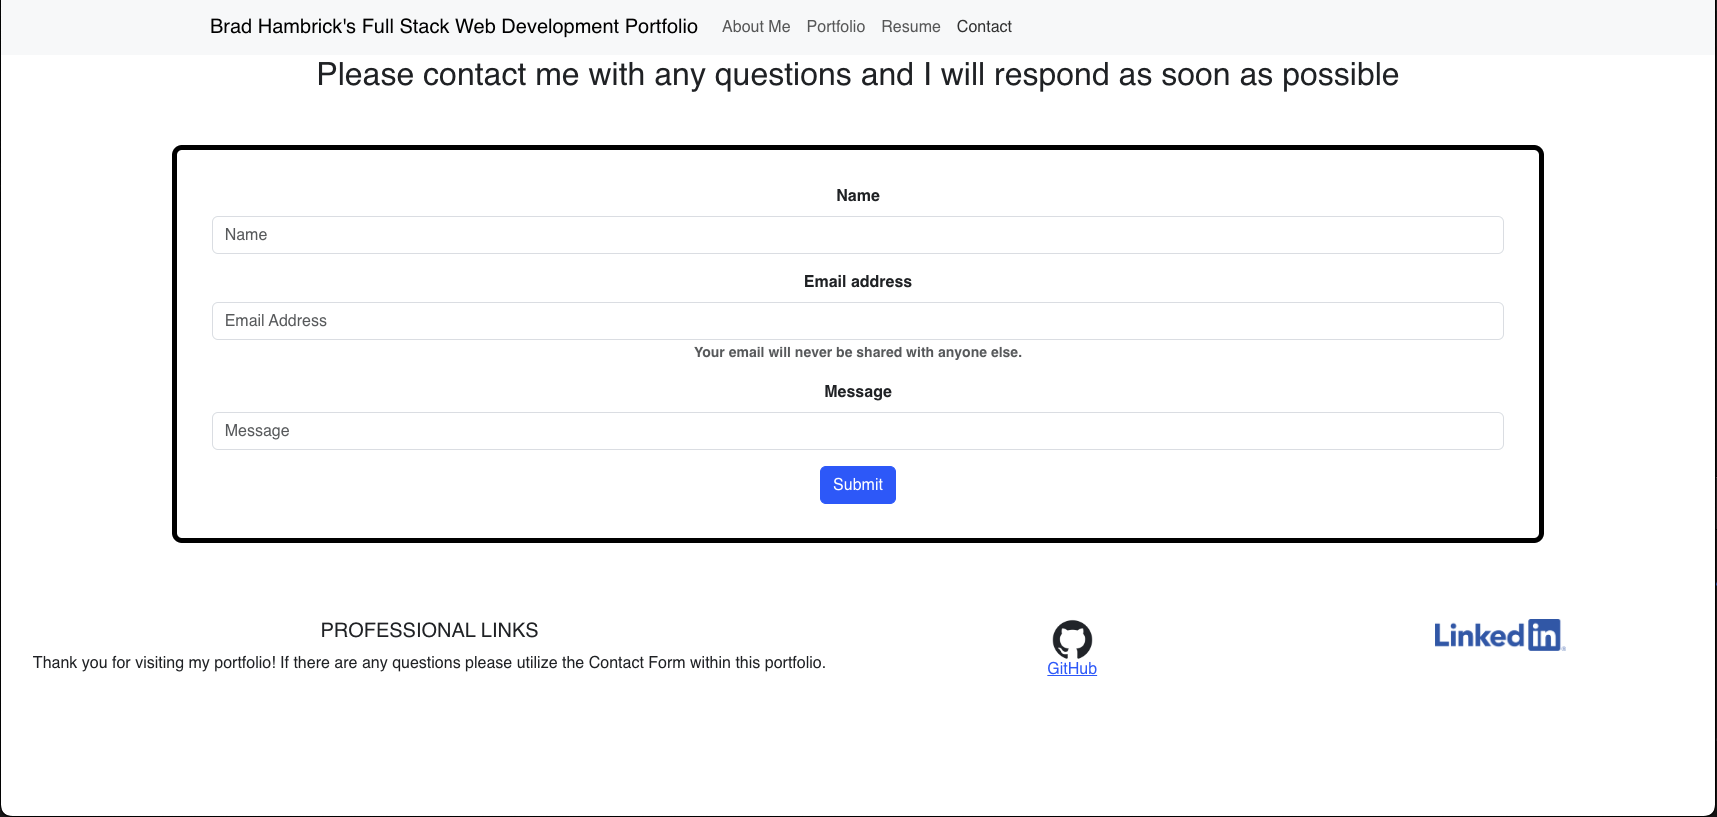 Brad Hambrick's Full Stack Web Development Portfolio About Me Portfolio Resume Contact
Please contact me with any questions and I will respond as soon as possible
Name
Name
Email address
Email Address
Your email will never be shared with anyone else.
Message
Message
Submit
PROFESSIONAL LINKS
Thank you for visiting my portfolio! If there are any questions please utilize the Contact Form within this portfolio.
GitHub
Linked in